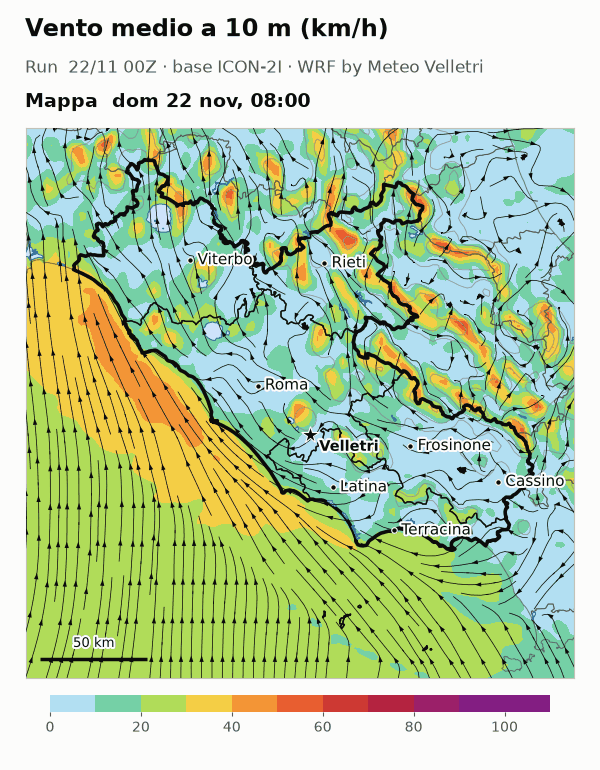 Vento medio a 10 m (km/h)
Run  22/11 00Z · base ICON-2I · WRF by Meteo Velletri
Mappa  dom 22 nov, 08:00
Viterbo
Rieti
Roma
Velletri
Frosinone
Latina
Cassino
Terracina
50 km
0 20 40 60 80 100